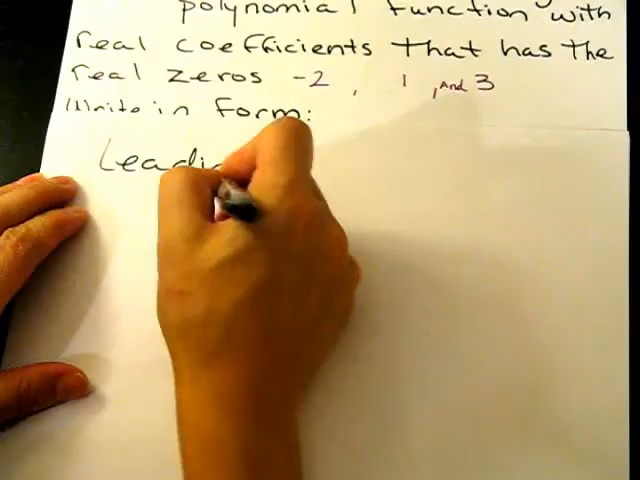 polynomial function with
real coefficients that has the
real zeros -2, 1, And 3
Write in form:
Leadi